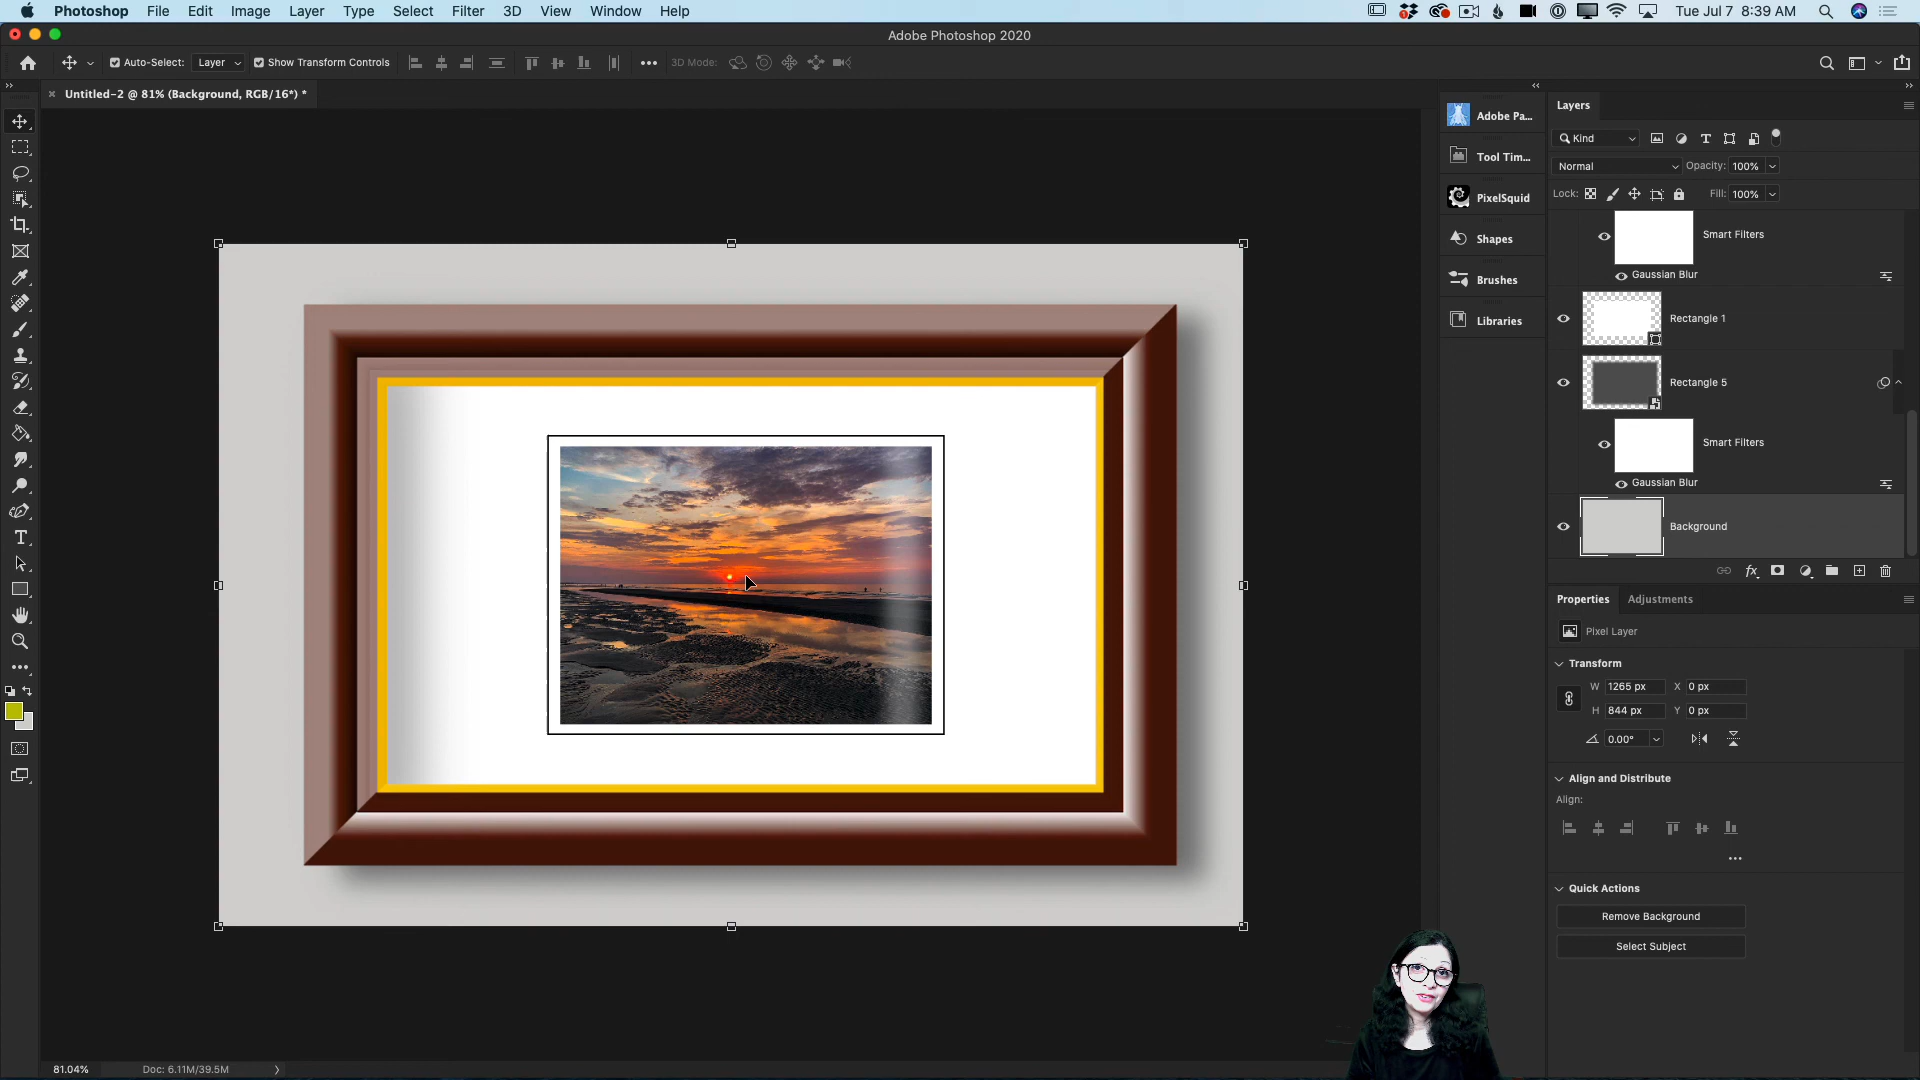 Photoshop File Edit Image Layer Type Select Filter 3D View Window Help Tue Jul 7 8:39 AM
Adobe Photoshop 2020
Auto-Select: Layer Show Transform Controls 3D Mode:
Untitled-2 @ 81% (Background, RGB/16*) *
Adobe Pa...
Tool Tim...
PixelSquid
Shapes
Brushes
Libraries
Layers
Kind
Normal Opacity: 100%
Lock: Fill: 100%
Smart Filters
Gaussian Blur
Rectangle 1
Rectangle 5
Smart Filters
Gaussian Blur
Background
fx
Properties Adjustments
Pixel Layer
Transform
W 1265 px X 0 px
H 844 px Y 0 px
0.00°
Align and Distribute
Align:
Quick Actions
Remove Background
Select Subject
81.04% Doc: 6.11M/39.5M